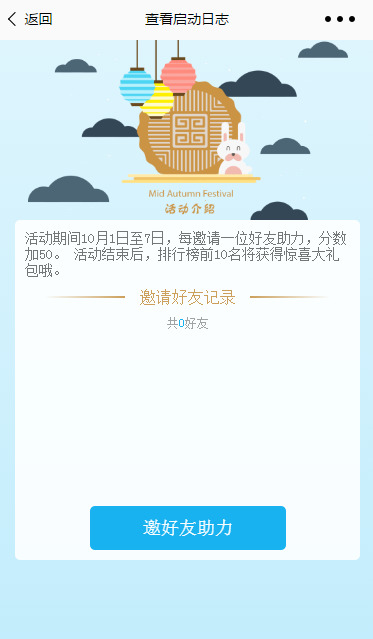 返回 查看启动日志
Mid Autumn Festival
活动介绍
活动期间10月1日至7日，每邀请一位好友助力，分数
加50。 活动结束后，排行榜前10名将获得惊喜大礼
包哦。
邀请好友记录
共0好友
邀好友助力